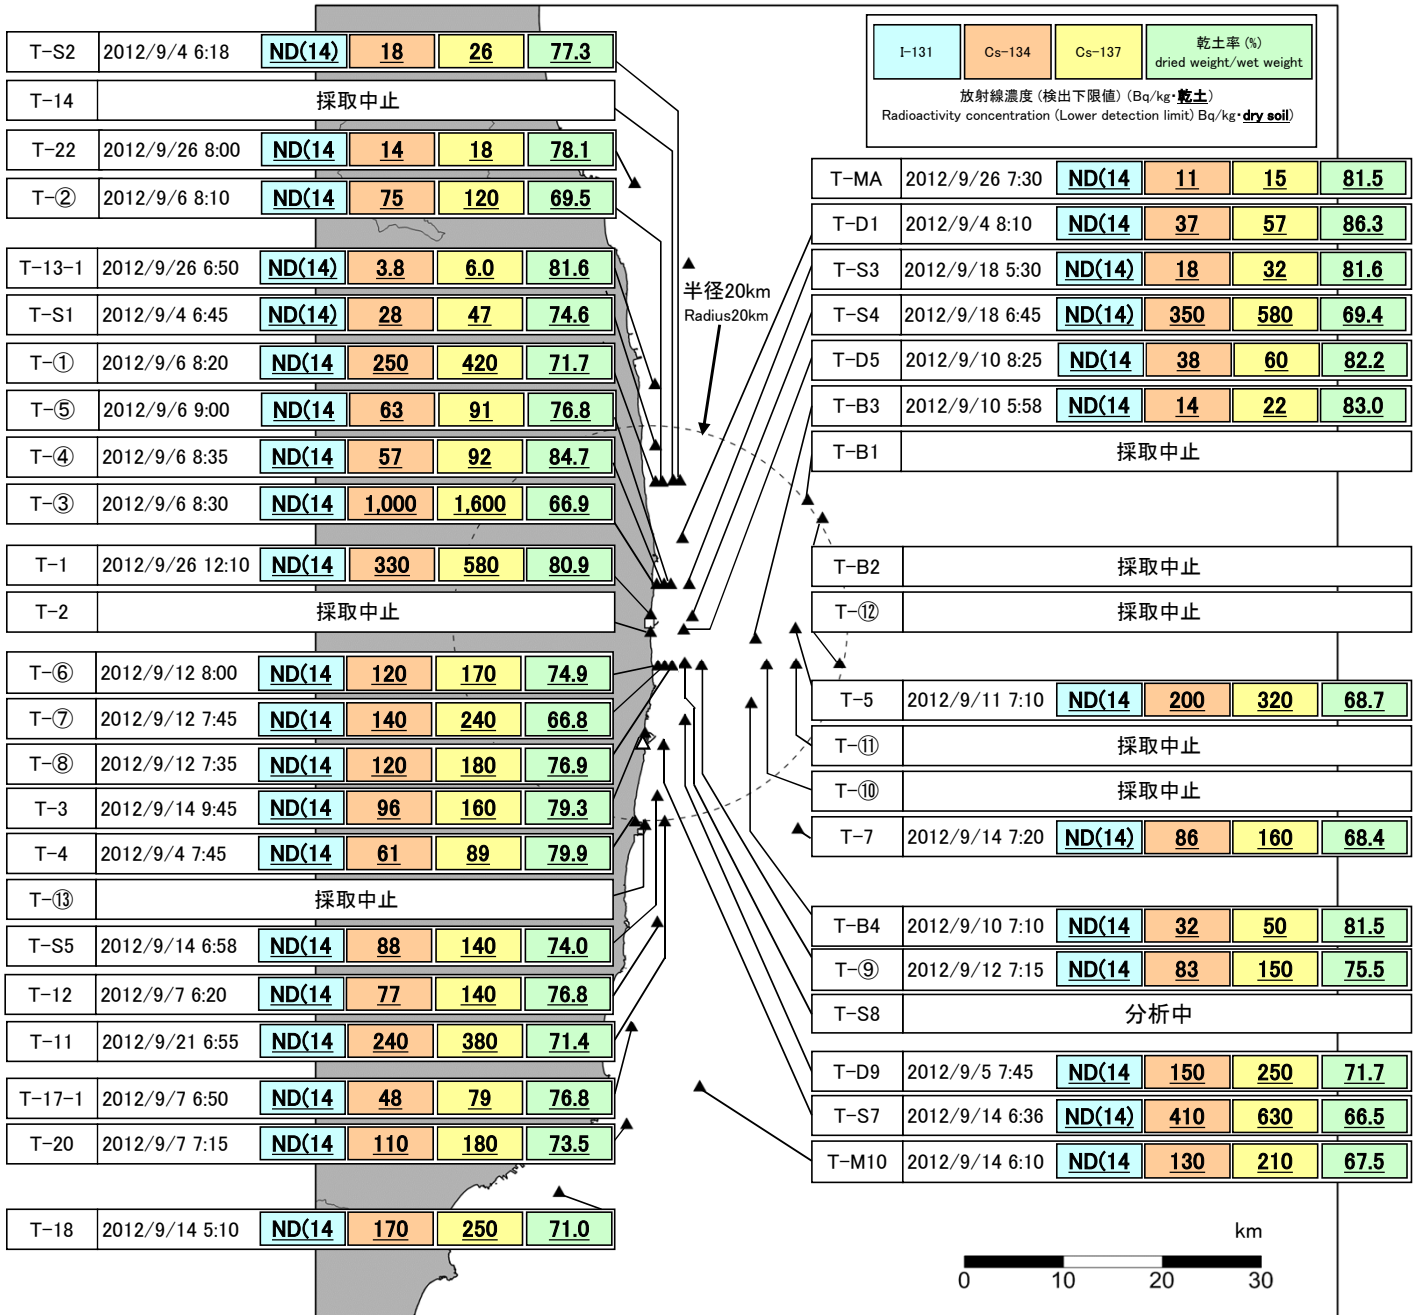 I-131 Cs-134 Cs-137 乾土率 (%)
dried weight/wet weight
放射線濃度 (検出下限値) (Bq/kg・乾土)
Radioactivity concentration (Lower detection limit) Bq/kg・dry soil)
T-S2 2012/9/4 6:18 ND(14) 18 26 77.3
T-14 採取中止
T-22 2012/9/26 8:00 ND(14 14 18 78.1
T-② 2012/9/6 8:10 ND(14 75 120 69.5
T-13-1 2012/9/26 6:50 ND(14) 3.8 6.0 81.6
T-S1 2012/9/4 6:45 ND(14) 28 47 74.6
T-① 2012/9/6 8:20 ND(14 250 420 71.7
T-⑤ 2012/9/6 9:00 ND(14 63 91 76.8
T-④ 2012/9/6 8:35 ND(14 57 92 84.7
T-③ 2012/9/6 8:30 ND(14 1,000 1,600 66.9
T-1 2012/9/26 12:10 ND(14 330 580 80.9
T-2 採取中止
T-⑥ 2012/9/12 8:00 ND(14 120 170 74.9
T-⑦ 2012/9/12 7:45 ND(14 140 240 66.8
T-⑧ 2012/9/12 7:35 ND(14 120 180 76.9
T-3 2012/9/14 9:45 ND(14 96 160 79.3
T-4 2012/9/4 7:45 ND(14 61 89 79.9
T-⑬ 採取中止
T-S5 2012/9/14 6:58 ND(14 88 140 74.0
T-12 2012/9/7 6:20 ND(14 77 140 76.8
T-11 2012/9/21 6:55 ND(14 240 380 71.4
T-17-1 2012/9/7 6:50 ND(14 48 79 76.8
T-20 2012/9/7 7:15 ND(14 110 180 73.5
T-18 2012/9/14 5:10 ND(14 170 250 71.0
半径20km
Radius20km
T-MA 2012/9/26 7:30 ND(14 11 15 81.5
T-D1 2012/9/4 8:10 ND(14 37 57 86.3
T-S3 2012/9/18 5:30 ND(14) 18 32 81.6
T-S4 2012/9/18 6:45 ND(14) 350 580 69.4
T-D5 2012/9/10 8:25 ND(14 38 60 82.2
T-B3 2012/9/10 5:58 ND(14 14 22 83.0
T-B1 採取中止
T-B2 採取中止
T-⑫ 採取中止
T-5 2012/9/11 7:10 ND(14 200 320 68.7
T-⑪ 採取中止
T-⑩ 採取中止
T-7 2012/9/14 7:20 ND(14) 86 160 68.4
T-B4 2012/9/10 7:10 ND(14 32 50 81.5
T-⑨ 2012/9/12 7:15 ND(14 83 150 75.5
T-S8 分析中
T-D9 2012/9/5 7:45 ND(14 150 250 71.7
T-S7 2012/9/14 6:36 ND(14) 410 630 66.5
T-M10 2012/9/14 6:10 ND(14 130 210 67.5
km
0 10 20 30